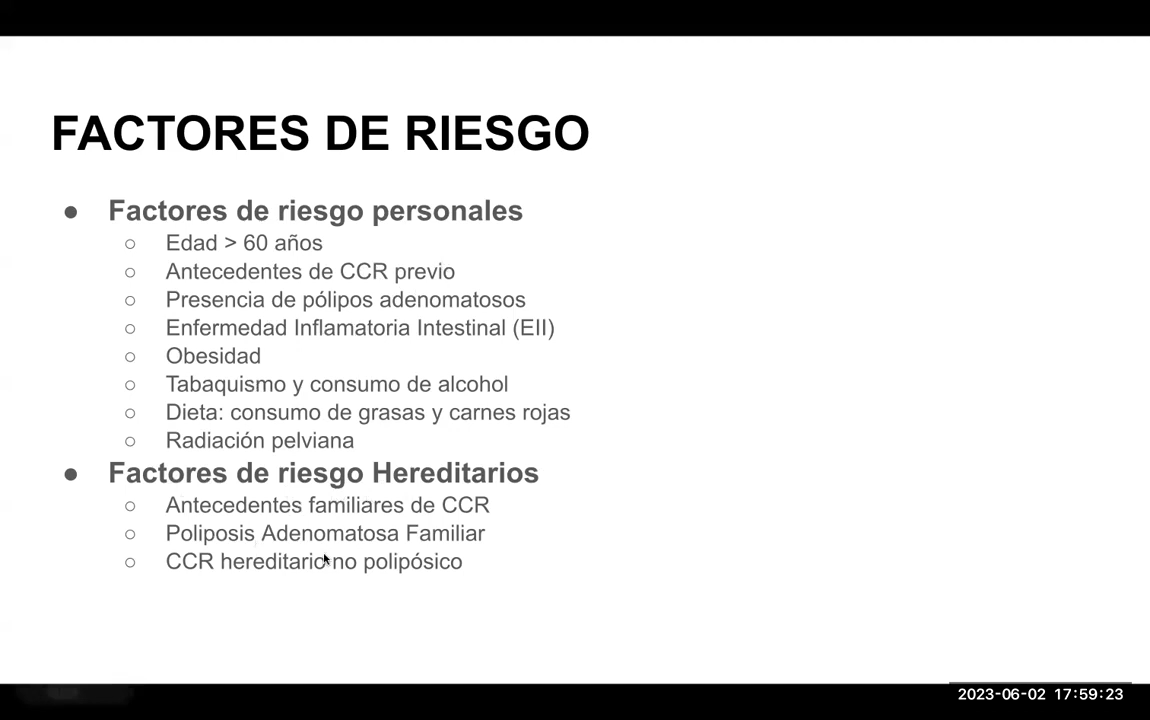 FACTORES DE RIESGO
● Factores de riesgo personales
○ Edad > 60 años
○ Antecedentes de CCR previo
○ Presencia de pólipos adenomatosos
○ Enfermedad Inflamatoria Intestinal (EII)
○ Obesidad
○ Tabaquismo y consumo de alcohol
○ Dieta: consumo de grasas y carnes rojas
○ Radiación pelviana
● Factores de riesgo Hereditarios
○ Antecedentes familiares de CCR
○ Poliposis Adenomatosa Familiar
○ CCR hereditario no polipósico
2023-06-02 17:59:23